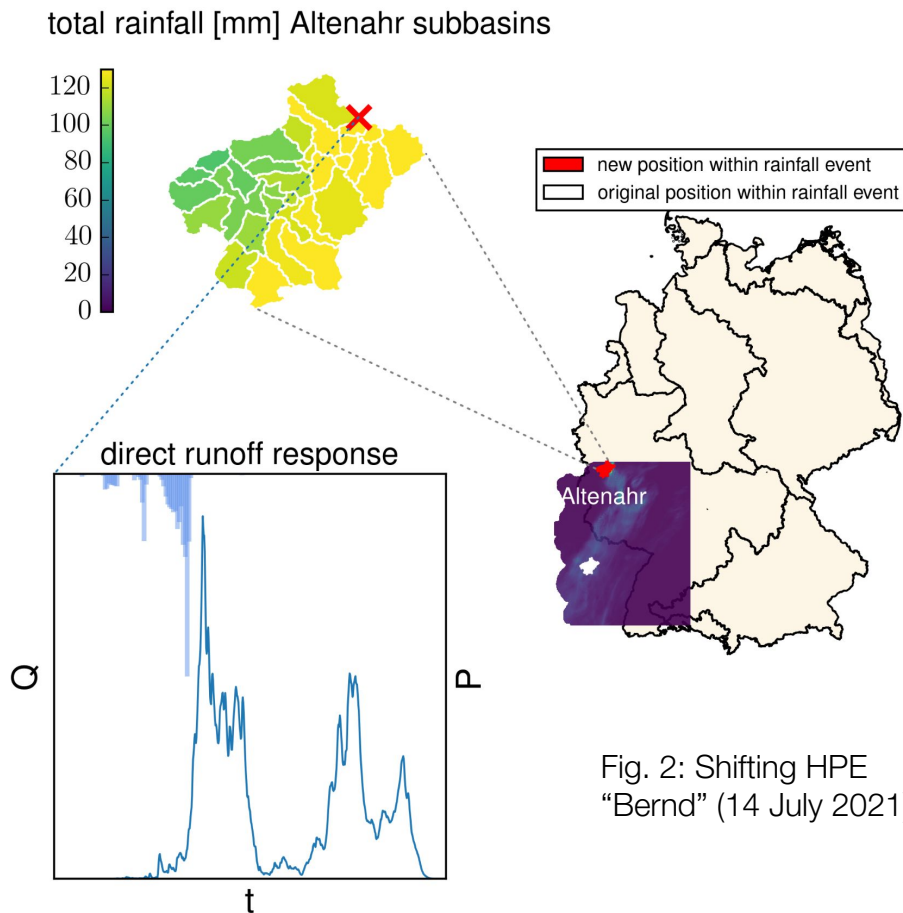 total rainfall [mm] Altenahr subbasins
120
100
80
60
40
20
0
new position within rainfall event
original position within rainfall event
Altenahr
direct runoff response
Q
P
t
Fig. 2: Shifting HPE
“Bernd” (14 July 2021